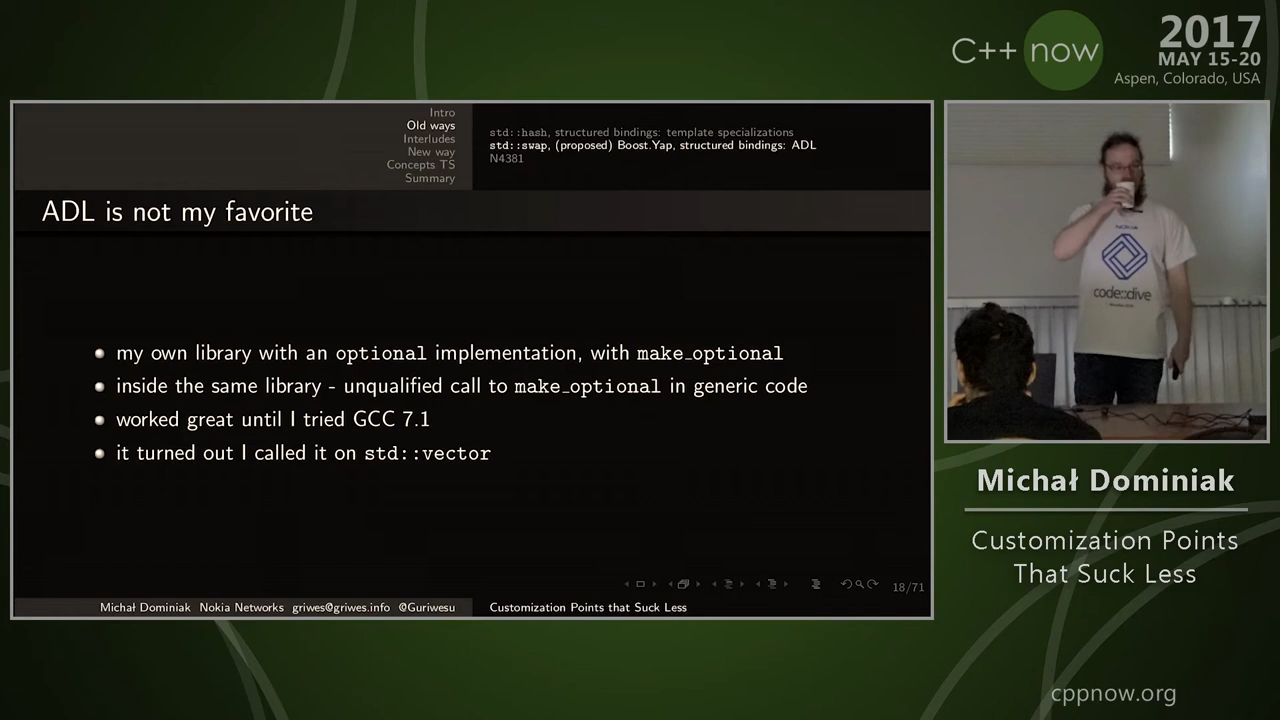 C++ now
2017
MAY 15-20
Aspen, Colorado, USA
Intro
Old ways
Interludes
New way
Concepts TS
Summary
std::hash, structured bindings: template specializations
std::swap, (proposed) Boost.Yap, structured bindings: ADL
N4381
ADL is not my favorite
my own library with an optional implementation, with make_optional
inside the same library - unqualified call to make_optional in generic code
worked great until I tried GCC 7.1
it turned out I called it on std::vector
18/71
Michał Dominiak Nokia Networks griwes@griwes.info @Guriwesu
Customization Points that Suck Less
NOKIA
code::dive
Michał Dominiak
Customization Points
That Suck Less
cppnow.org